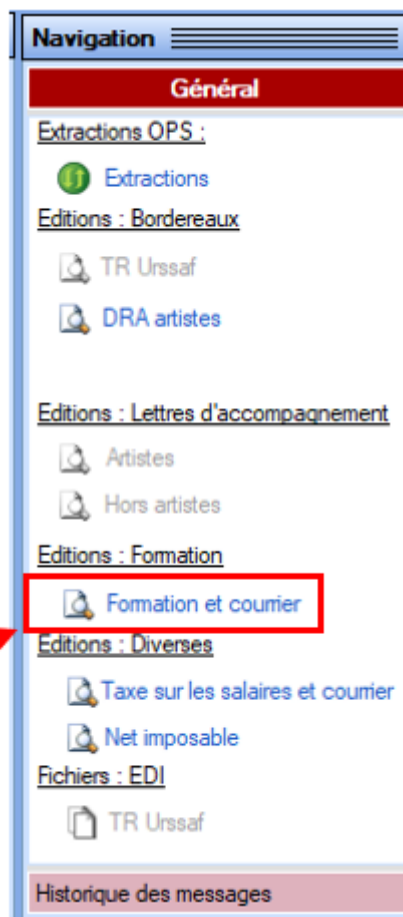 Navigation
Général
Extractions OPS :
Extractions
Editions : Bordereaux
TR Urssaf
DRA artistes
Editions : Lettres d'accompagnement
Artistes
Hors artistes
Editions : Formation
Formation et courrier
Editions : Diverses
Taxe sur les salaires et courrier
Net imposable
Fichiers : EDI
TR Urssaf
Historique des messages